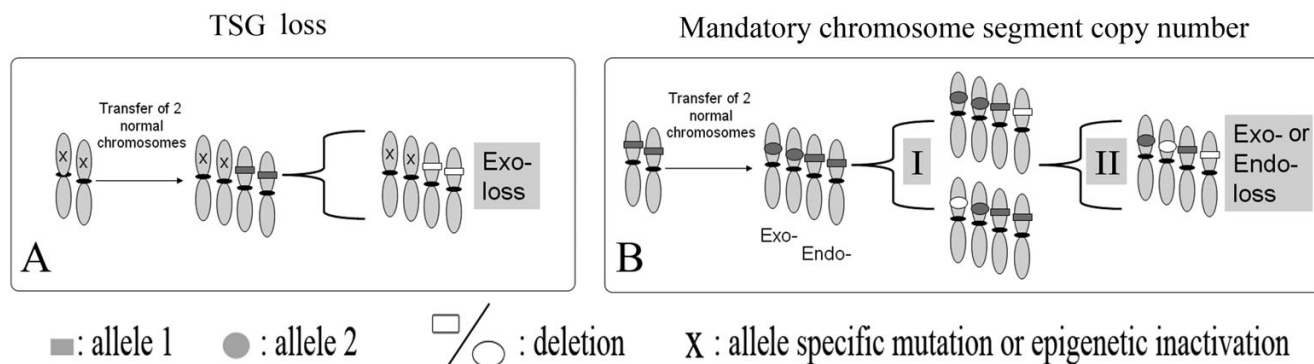 TSG loss
Mandatory chromosome segment copy number
Transfer of 2
normal
chromosomes
X X
X X
X X
Exo-
loss
A
Transfer of 2
normal
chromosomes
Exo-
Endo-
I
II
Exo- or
Endo-
loss
B
: allele 1
: allele 2
: deletion
X : allele specific mutation or epigenetic inactivation